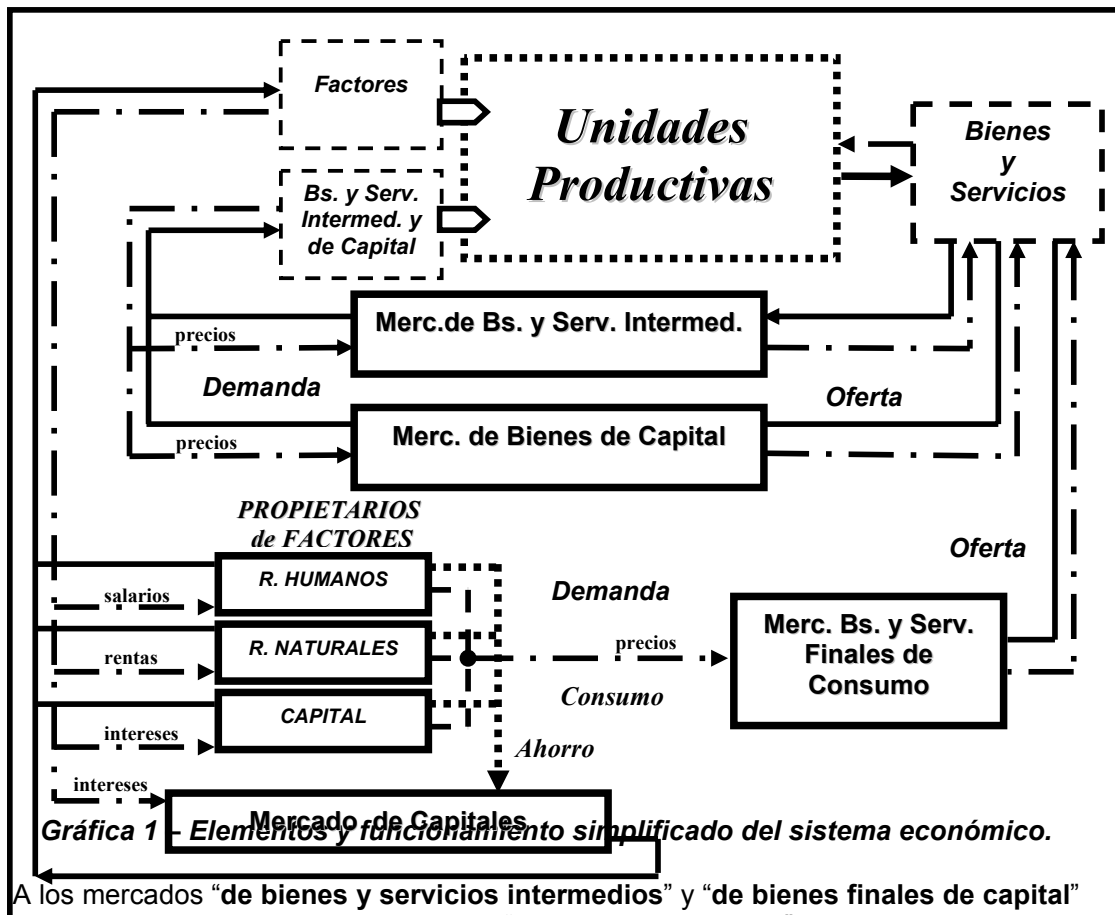 Factores
Unidades
Productivas
Bienes
y
Servicios
Bs. y Serv.
Intermed. y
de Capital
Merc.de Bs. y Serv. Intermed.
precios
Demanda
Oferta
Merc. de Bienes de Capital
precios
PROPIETARIOS
de FACTORES
R. HUMANOS
salarios
Demanda
Oferta
R. NATURALES
rentas
precios
Merc. Bs. y Serv.
Finales de
Consumo
CAPITAL
intereses
Consumo
Ahorro
intereses
Mercado de Capitales
Gráfica 1 – Elementos y funcionamiento simplificado del sistema económico.
A los mercados “de bienes y servicios intermedios” y “de bienes finales de capital”